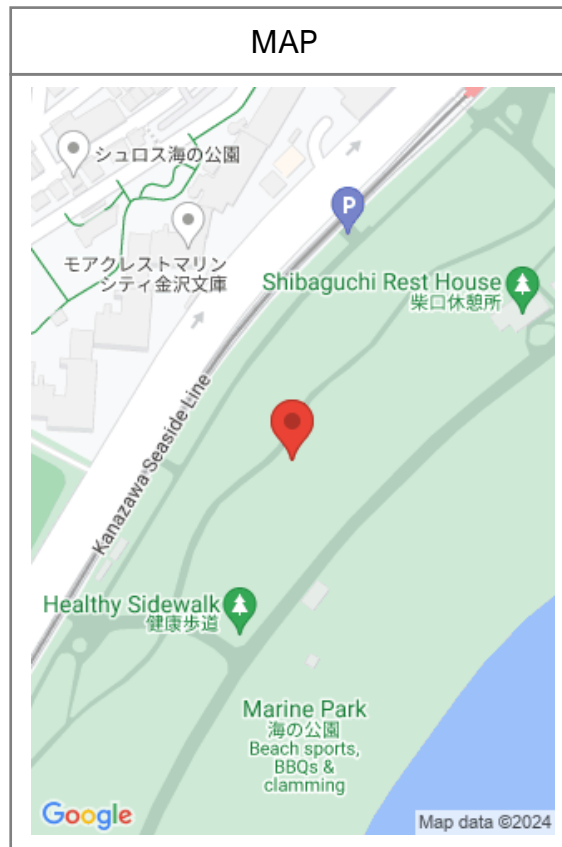 MAP
シュロス海の公園
P
モアクレストマリン
シティ金沢文庫
Shibaguchi Rest House
柴口休憩所
Kanazawa Seaside Line
Healthy Sidewalk
健康歩道
Marine Park
海の公園
Beach sports,
BBQs &
clamming
Google
Map data ©2024